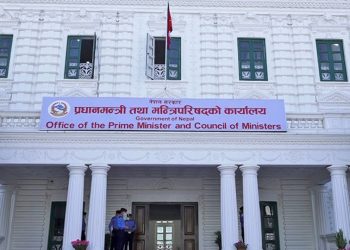 नेपाल सरकार
प्रधानमन्त्री तथा मन्त्रिपरिषद्को कार्यालय
Government of Nepal
Office of the Prime Minister and Council of Ministers